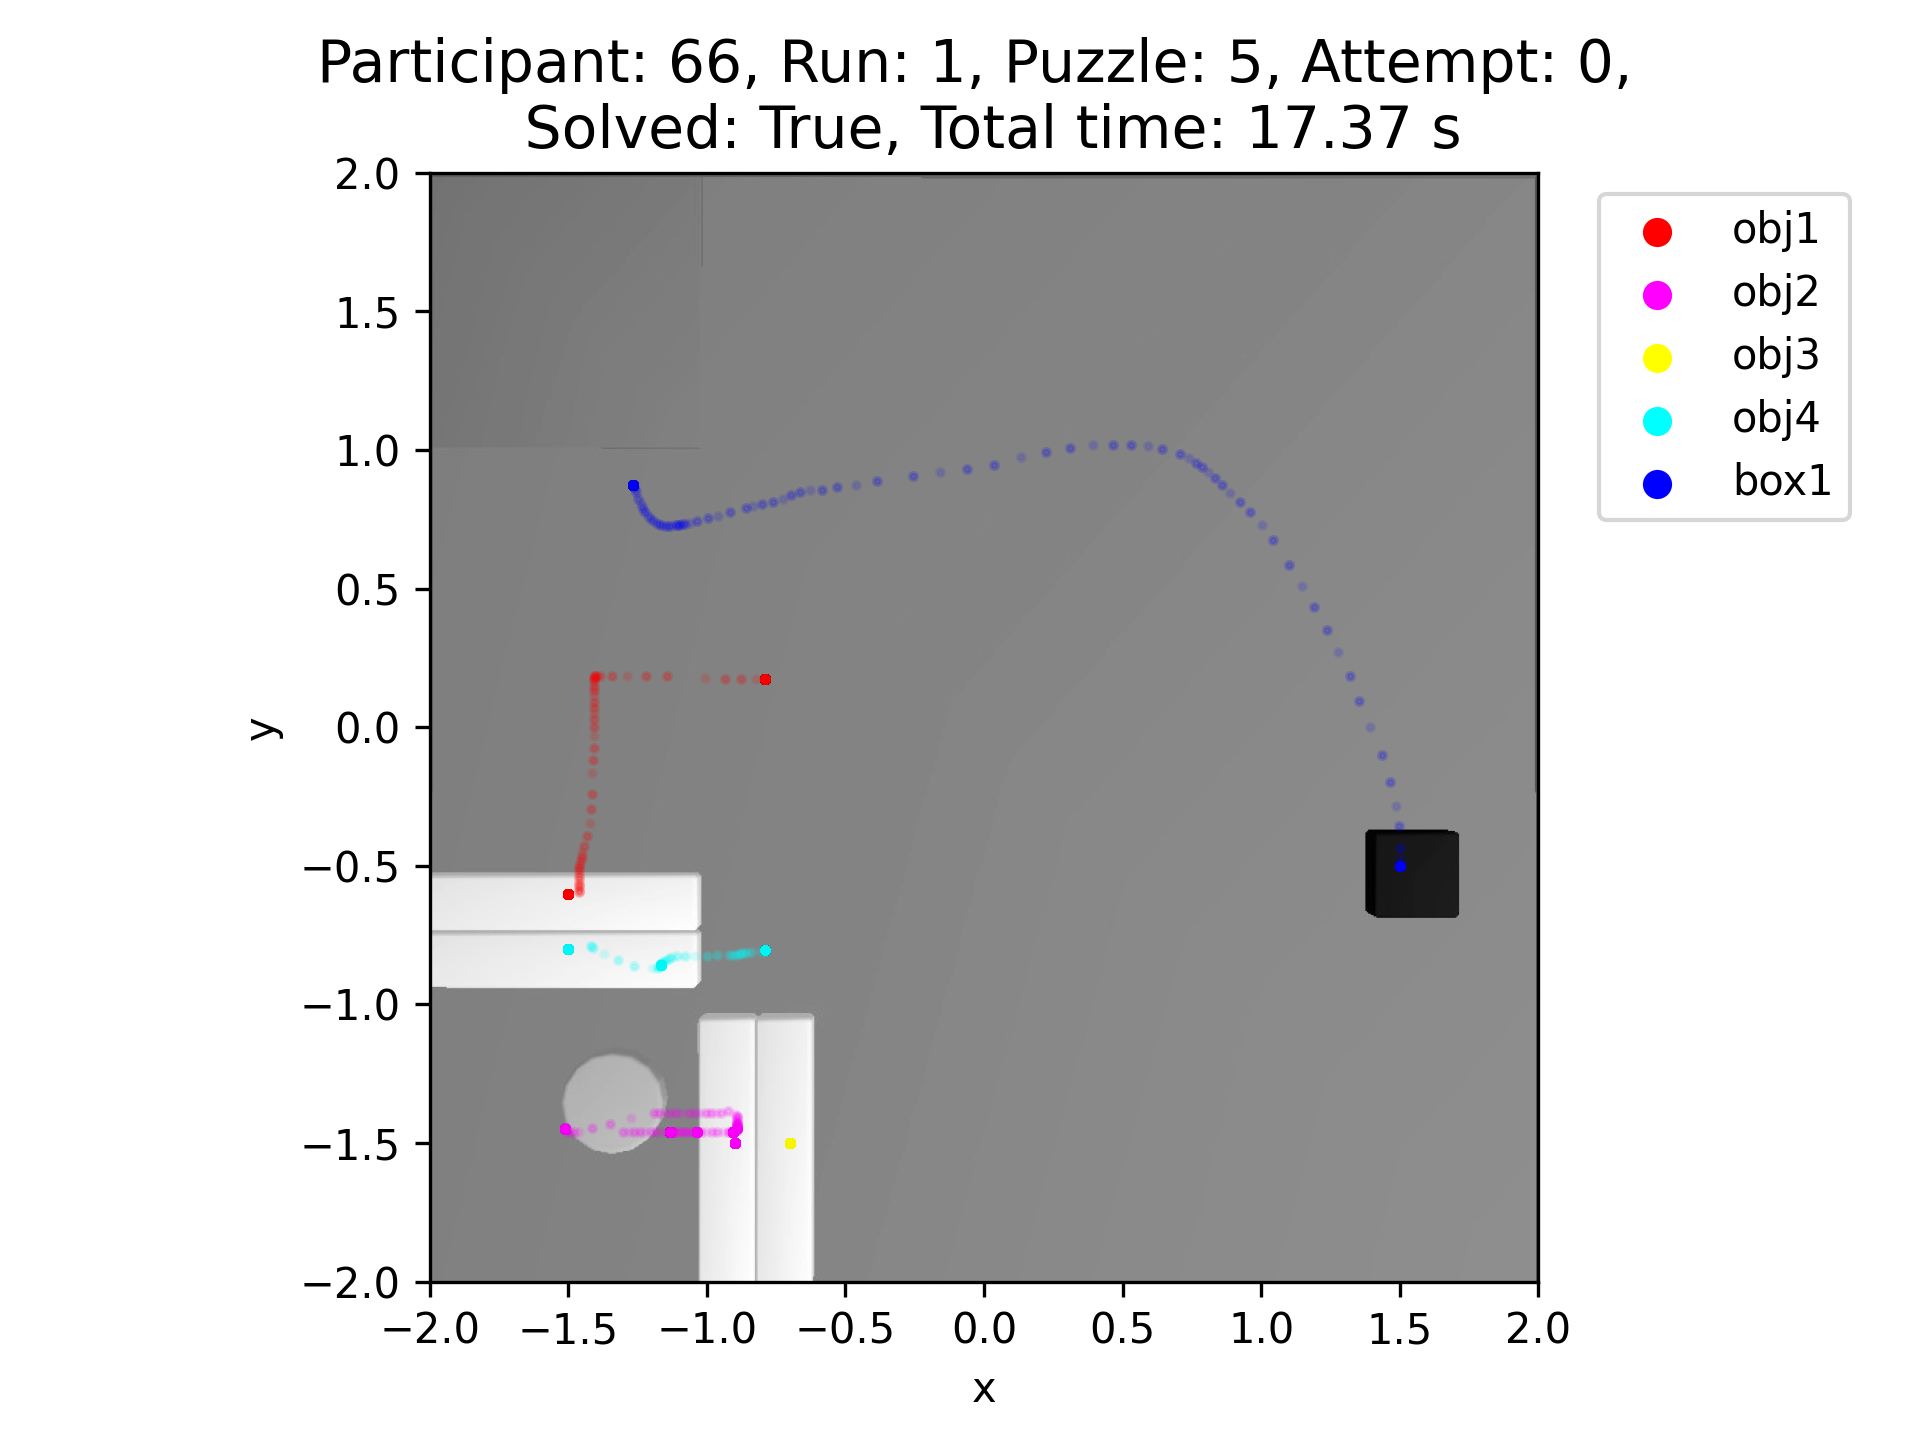 Participant: 66, Run: 1, Puzzle: 5, Attempt: 0,
Solved: True, Total time: 17.37 s
2.0
1.5
1.0
0.5
0.0
−0.5
−1.0
−1.5
−2.0
y
−2.0 −1.5 −1.0 −0.5 0.0 0.5 1.0 1.5 2.0
x
obj1
obj2
obj3
obj4
box1